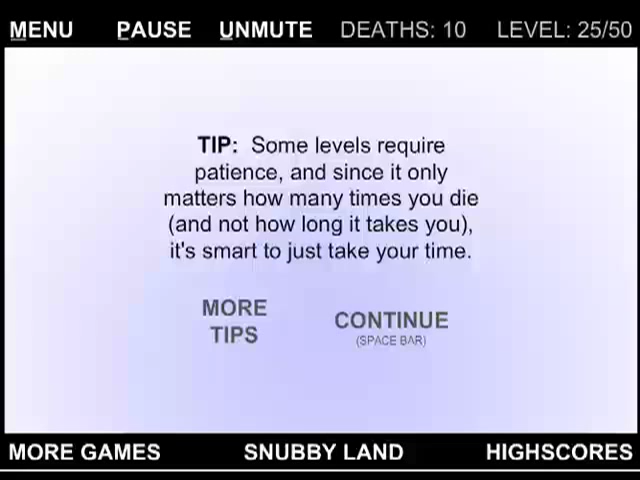 MENU PAUSE UNMUTE DEATHS: 10 LEVEL: 25/50
TIP: Some levels require
patience, and since it only
matters how many times you die
(and not how long it takes you),
it's smart to just take your time.
MORE
TIPS
CONTINUE
(SPACE BAR)
MORE GAMES SNUBBY LAND HIGHSCORES